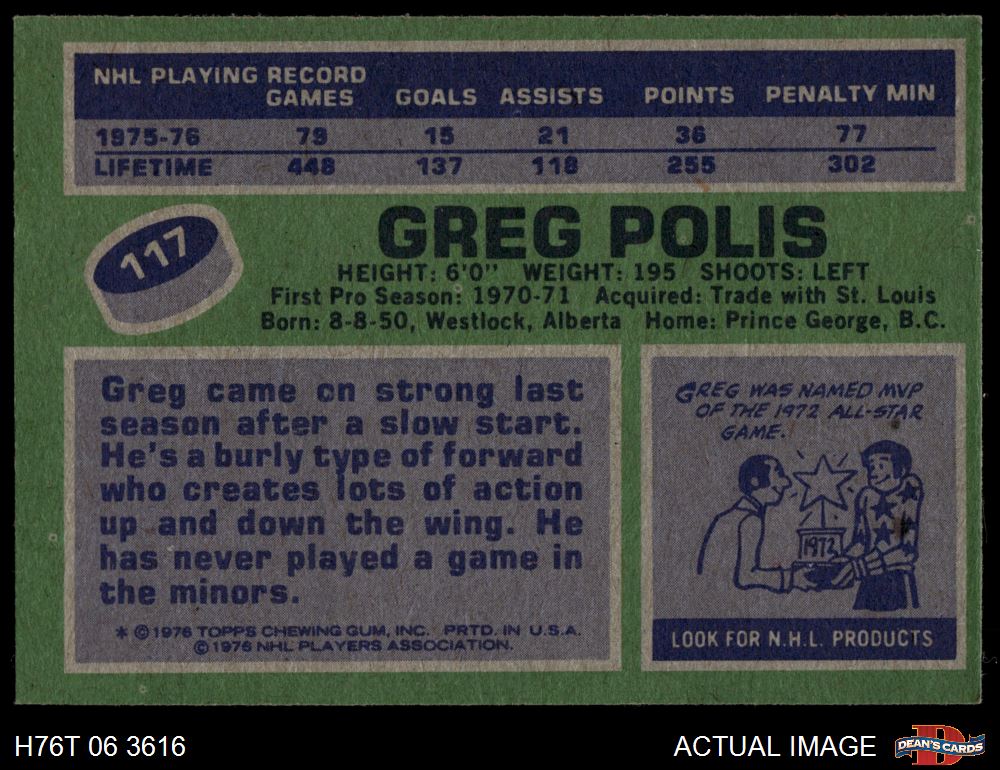 NHL PLAYING RECORD
GAMES GOALS ASSISTS POINTS PENALTY MIN
1975-76 79 15 21 36 77
LIFETIME 448 137 118 255 302
117
GREG POLIS
HEIGHT: 6'0" WEIGHT: 195 SHOOTS: LEFT
First Pro Season: 1970-71 Acquired: Trade with St. Louis
Born: 8-8-50, Westlock, Alberta Home: Prince George, B.C.
Greg came on strong last
season after a slow start.
He's a burly type of forward
who creates lots of action
up and down the wing. He
has never played a game in
the minors.
* © 1976 TOPPS CHEWING GUM, INC. PRTD. IN U.S.A.
© 1976 NHL PLAYERS ASSOCIATION.
GREG WAS NAMED MVP
OF THE 1972 ALL-STAR
GAME.
1972
LOOK FOR N.H.L. PRODUCTS
H76T 06 3616
ACTUAL IMAGE
DEAN'S CARDS